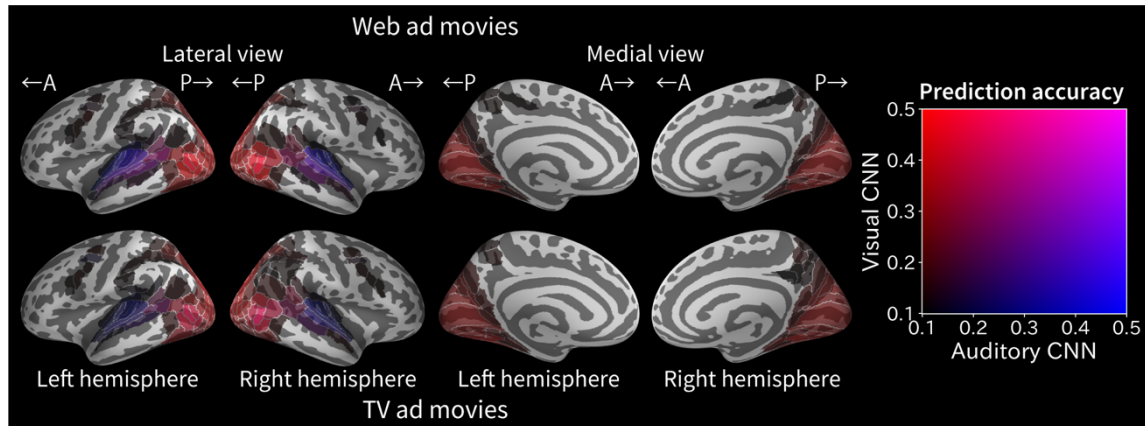 Web ad movies
Lateral view
Medial view
←A P→ ←P A→ ←P A→ ←A P→
Left hemisphere Right hemisphere Left hemisphere Right hemisphere
TV ad movies
Prediction accuracy
Visual CNN
0.5
0.4
0.3
0.2
0.1
0.1 0.2 0.3 0.4 0.5
Auditory CNN